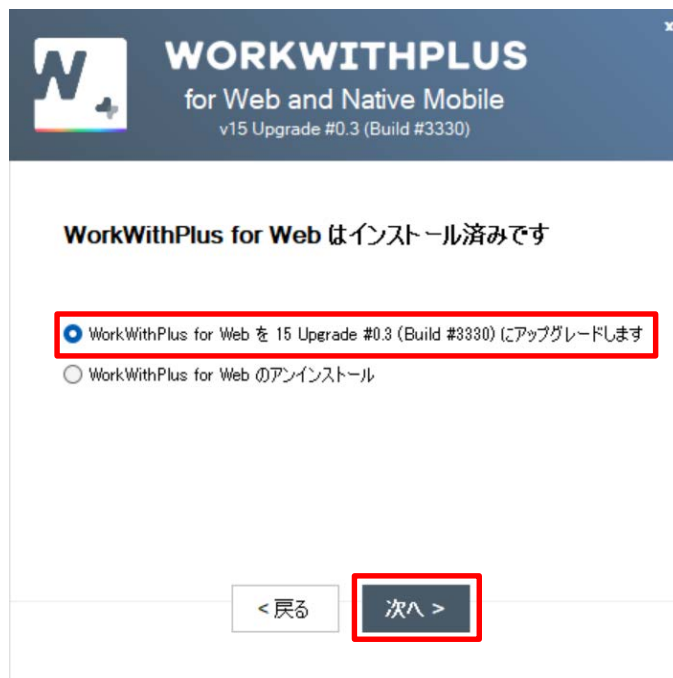 x
WORKWITHPLUS
for Web and Native Mobile
v15 Upgrade #0.3 (Build #3330)
WorkWithPlus for Web はインストール済みです
WorkWithPlus for Web を 15 Upgrade #0.3 (Build #3330) にアップグレードします
WorkWithPlus for Web のアンインストール
< 戻る
次へ >